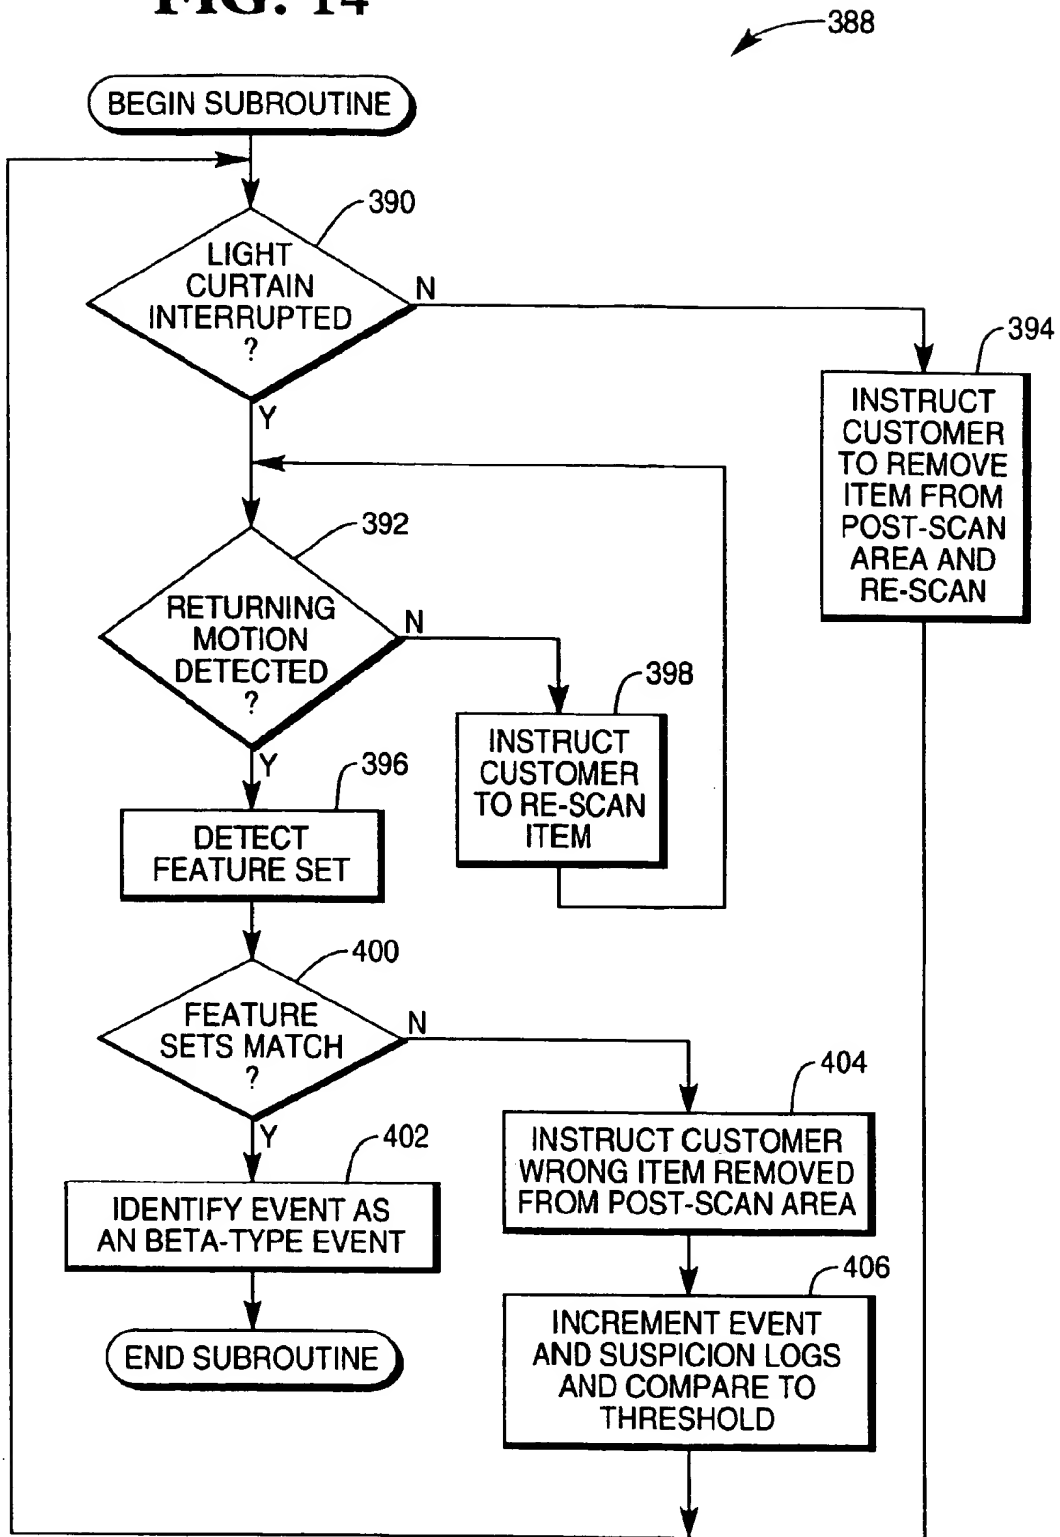 FIG. 14
388
BEGIN SUBROUTINE
390
LIGHT
CURTAIN
INTERRUPTED
?
N
Y
394
INSTRUCT
CUSTOMER
TO REMOVE
ITEM FROM
POST-SCAN
AREA AND
RE-SCAN
392
RETURNING
MOTION
DETECTED
?
N
Y
398
INSTRUCT
CUSTOMER
TO RE-SCAN
ITEM
396
DETECT
FEATURE SET
400
FEATURE
SETS MATCH
?
N
Y
404
INSTRUCT CUSTOMER
WRONG ITEM REMOVED
FROM POST-SCAN AREA
402
IDENTIFY EVENT AS
AN BETA-TYPE EVENT
406
INCREMENT EVENT
AND SUSPICION LOGS
AND COMPARE TO
THRESHOLD
END SUBROUTINE